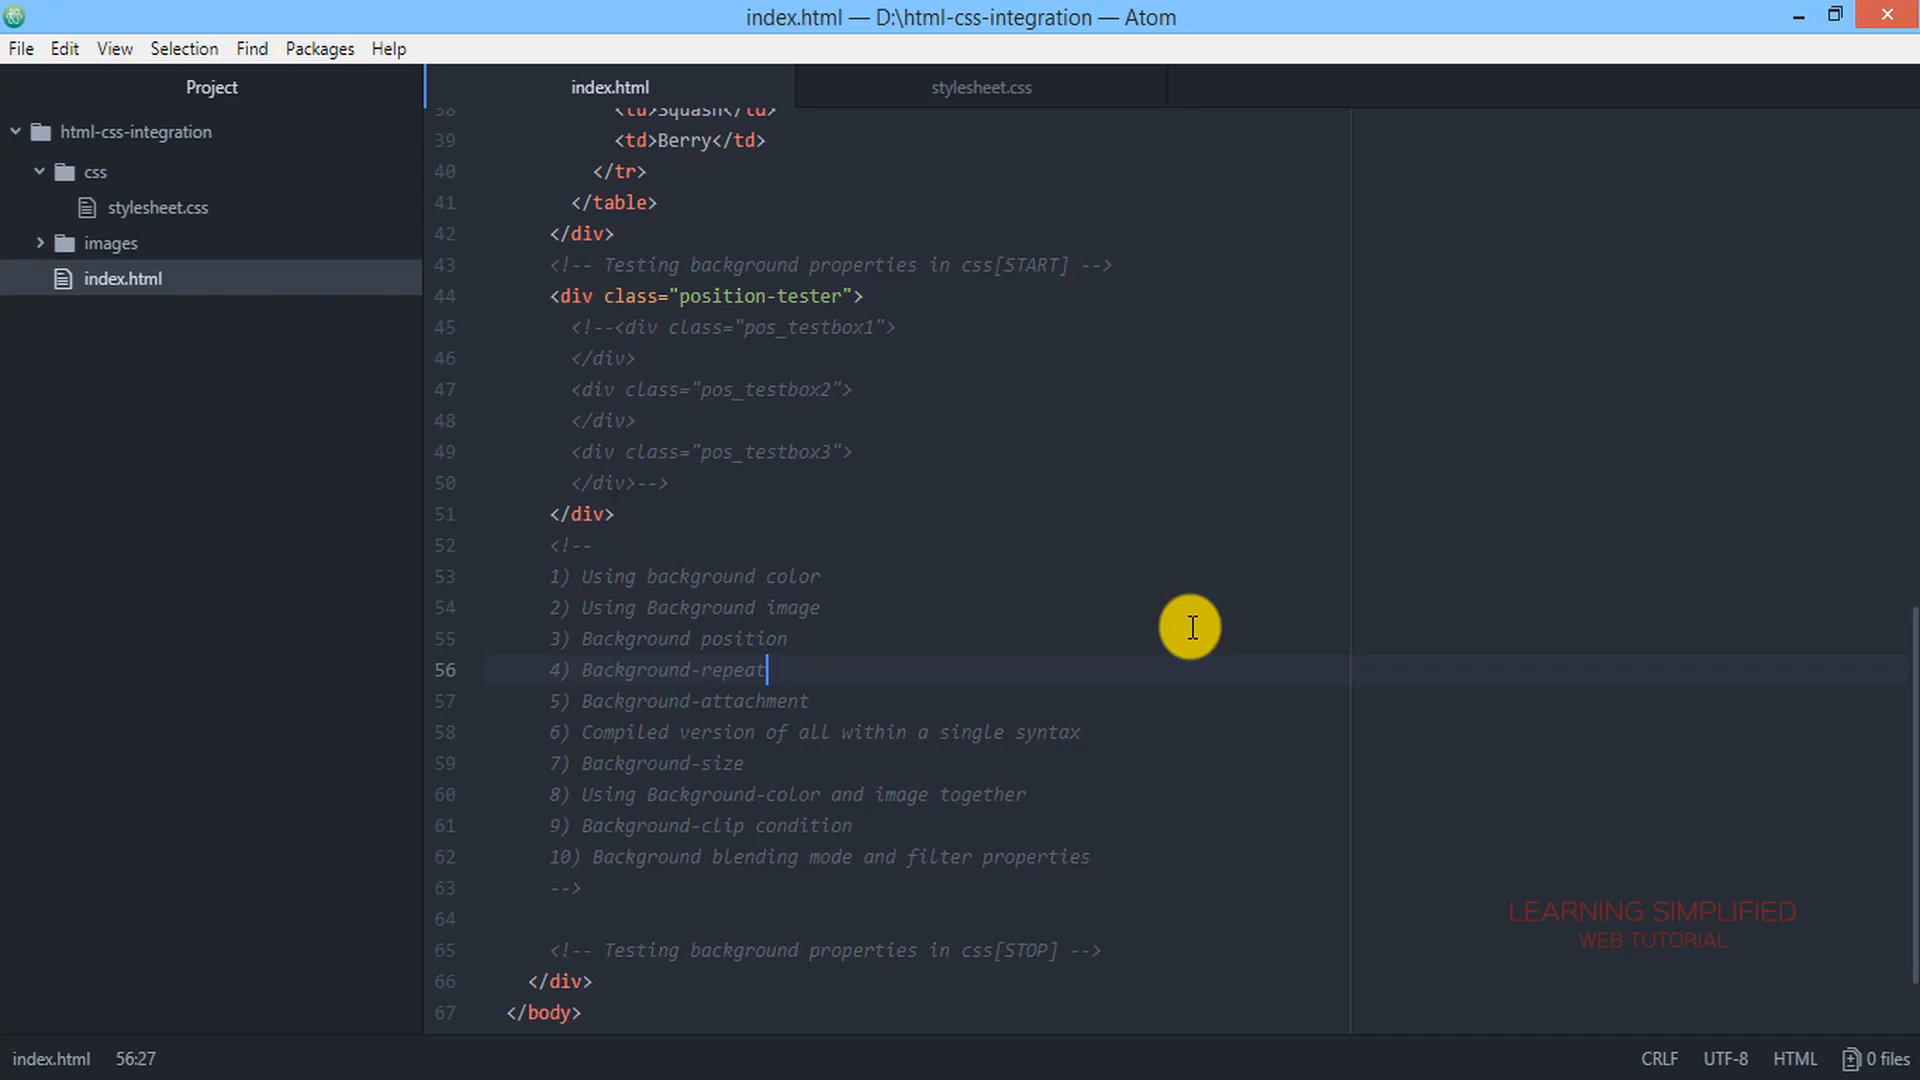 index.html — D:\html-css-integration — Atom
File Edit View Selection Find Packages Help
Project
index.html
stylesheet.css
html-css-integration
css
stylesheet.css
images
index.html
38 <td>Squash</td>
39 <td>Berry</td>
40 </tr>
41 </table>
42 </div>
43 <!-- Testing background properties in css[START] -->
44 <div class="position-tester">
45 <!--<div class="pos_testbox1">
46 </div>
47 <div class="pos_testbox2">
48 </div>
49 <div class="pos_testbox3">
50 </div>-->
51 </div>
52 <!--
53 1) Using background color
54 2) Using Background image
55 3) Background position
56 4) Background-repeat
57 5) Background-attachment
58 6) Compiled version of all within a single syntax
59 7) Background-size
60 8) Using Background-color and image together
61 9) Background-clip condition
62 10) Background blending mode and filter properties
63 -->
64
65 <!-- Testing background properties in css[STOP] -->
66 </div>
67 </body>
LEARNING SIMPLIFIED
WEB TUTORIAL
index.html 56:27 CRLF UTF-8 HTML 0 files